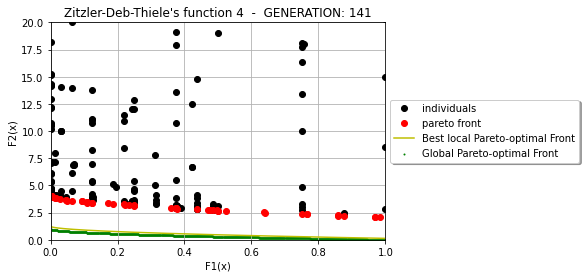 Zitzler-Deb-Thiele's function 4  -  GENERATION: 141
20.0
17.5
15.0
12.5
10.0
7.5
5.0
2.5
0.0
F2(x)
0.0 0.2 0.4 0.6 0.8 1.0
F1(x)
individuals
pareto front
Best local Pareto-optimal Front
Global Pareto-optimal Front